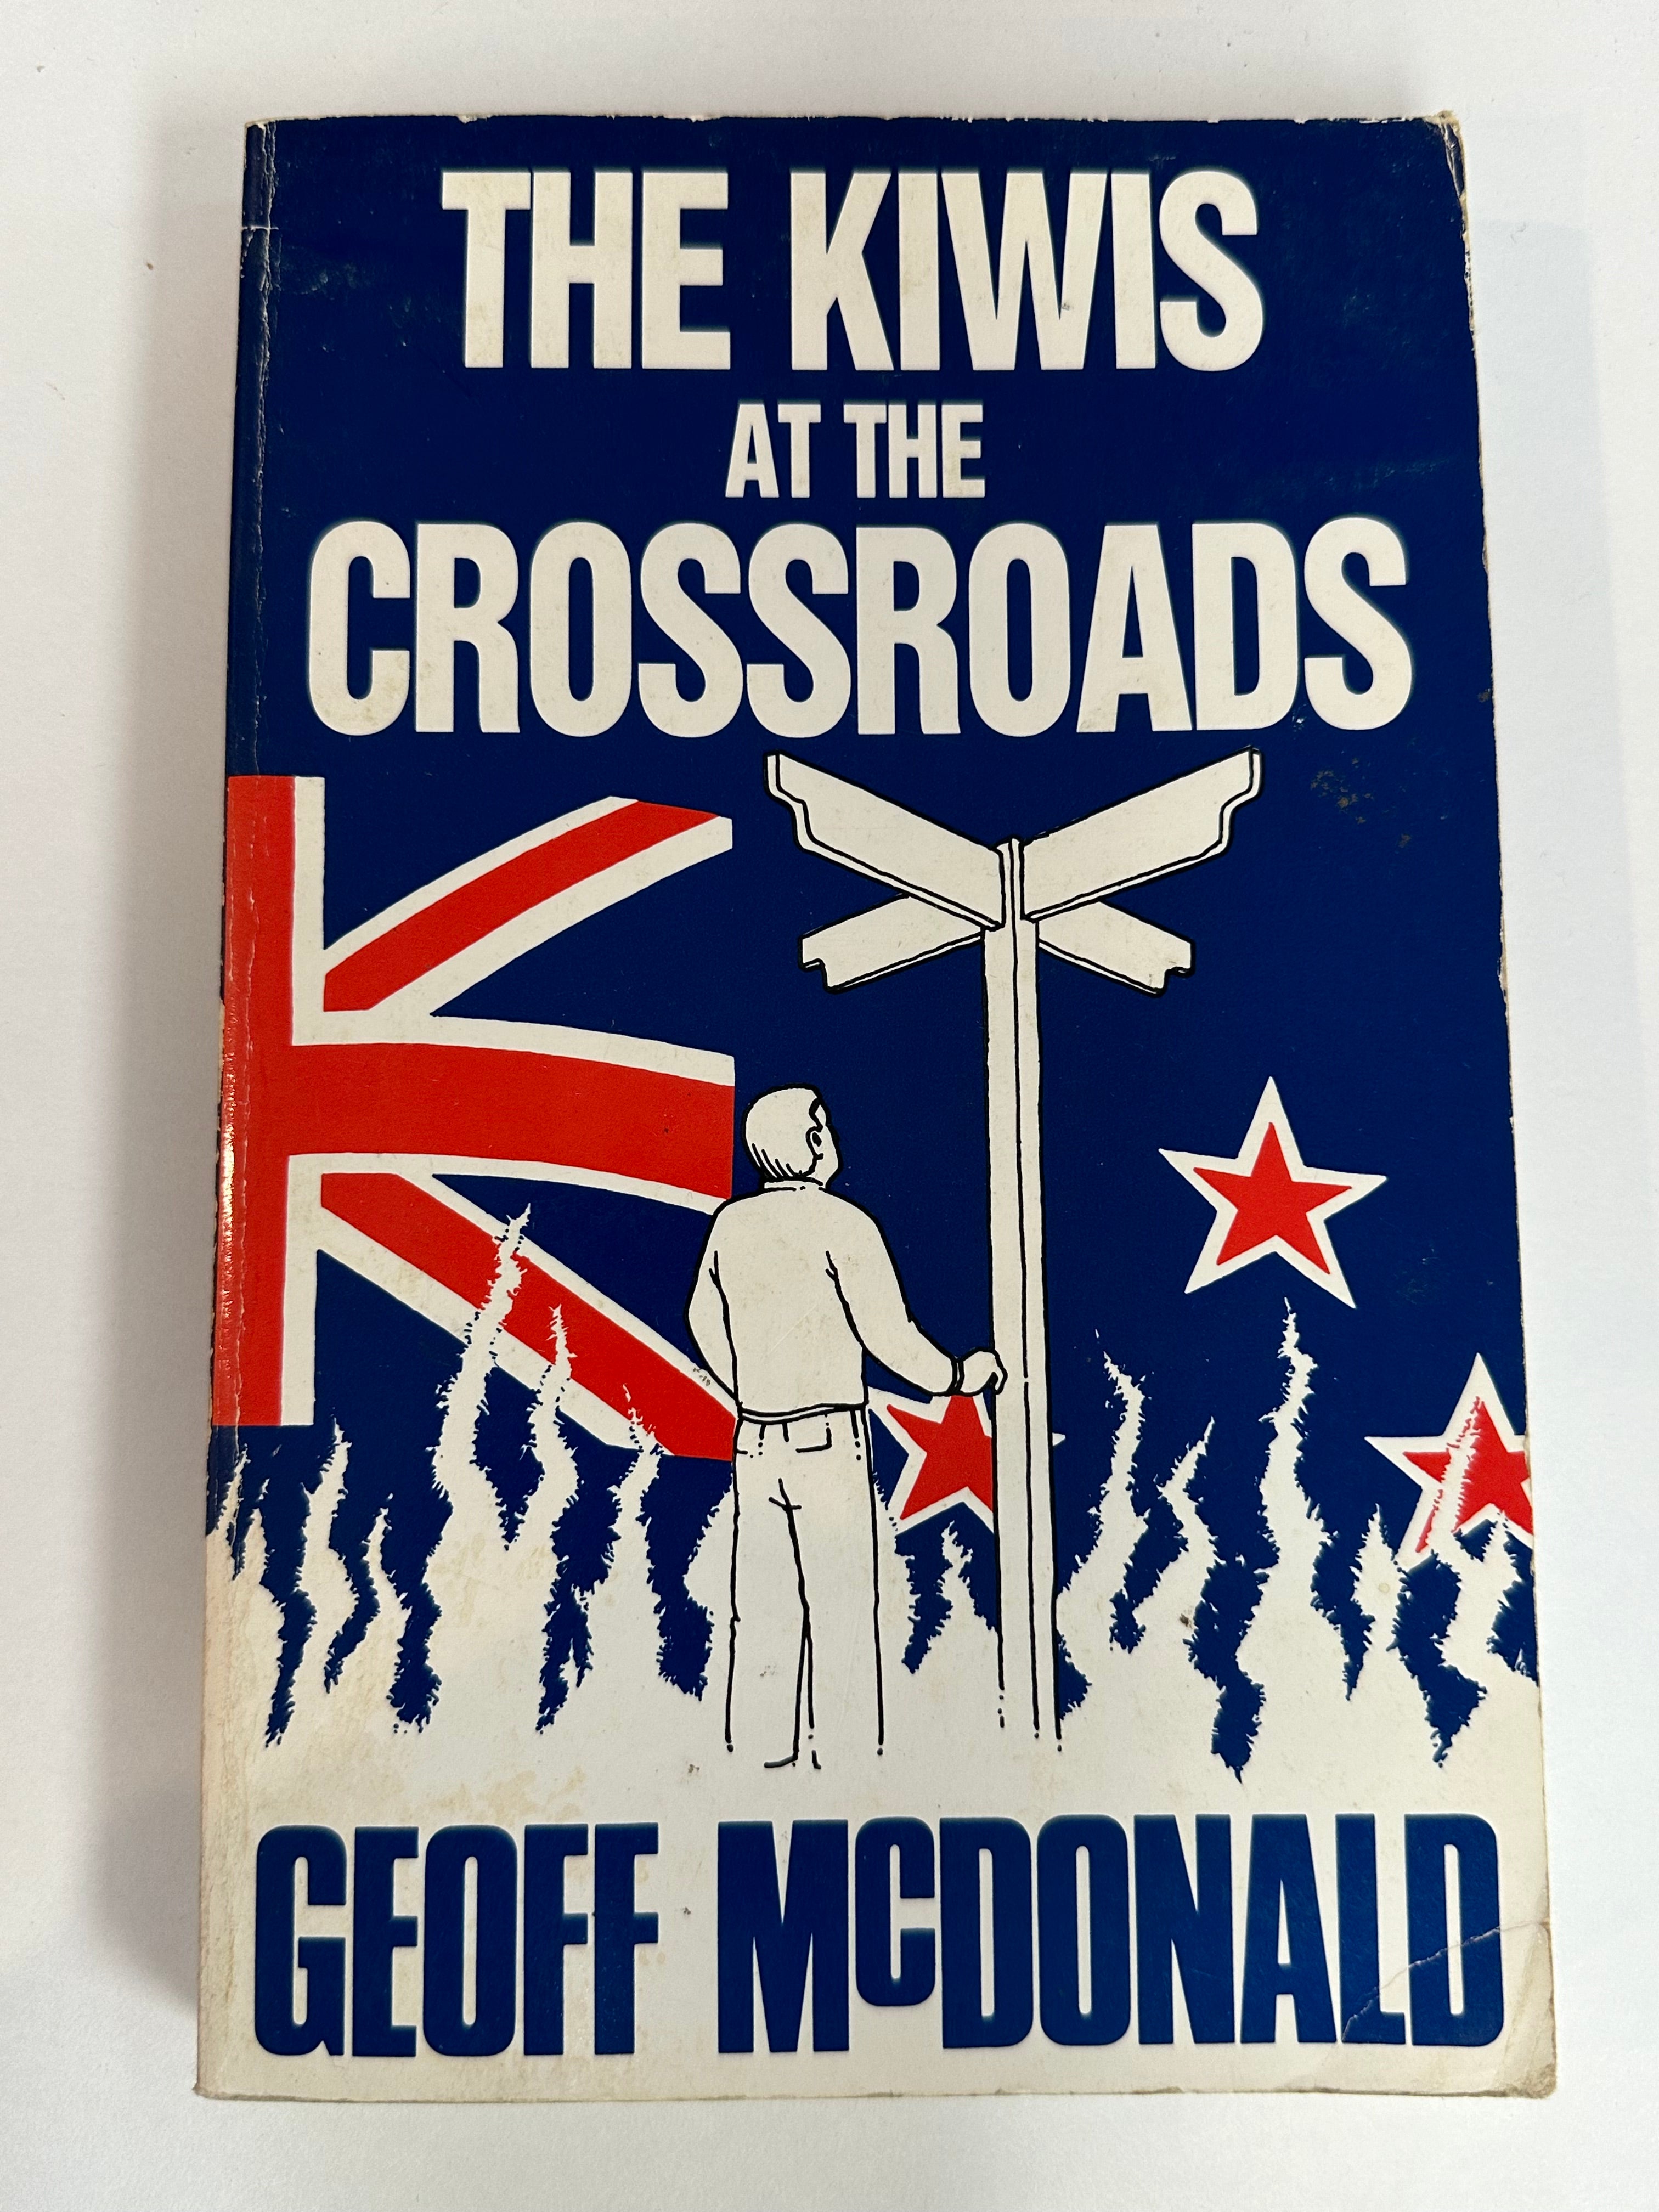 THE KIWIS
AT THE
CROSSROADS
GEOFF McDONALD